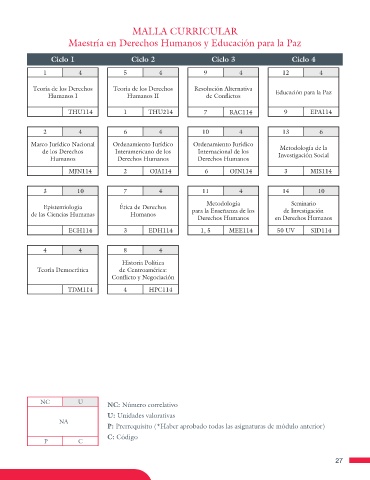 MALLA CURRICULAR
Maestría en Derechos Humanos y Educación para la Paz
Ciclo 1 Ciclo 2 Ciclo 3 Ciclo 4
1 4 5 4 9 4 12 4
Teoría de los Derechos Teoría de los Derechos Resolución Alternativa Educación para la Paz
Humanos I Humanos II de Conflictos
THU114 1 THU214 7 RAC114 9 EPA114
2 4 6 4 10 4 13 6
Marco Jurídico Nacional Ordenamiento Jurídico Ordenamiento Jurídico Metodología de la
de los Derechos Interamericano de los Internacional de los Investigación Social
Humanos Derechos Humanos Derechos Humanos
MJN114 2 OJA114 6 OJN114 3 MIS114
3 10 7 4 11 4 14 10
Epistemiología Ética de Derechos Metodología Seminario
de las Ciencias Humanas Humanos para la Enseñanza de los de Investigación
Derechos Humanos en Derechos Humanos
ECH114 3 EDH114 1, 5 MEE114 50 UV SID114
4 4 8 4
Teoría Democrática Historia Política
de Centroamérica:
Conflicto y Negociación
TDM114 4 HPC114
NC U NC: Número correlativo
U: Unidades valorativas
NA P: Prerrequisito (*Haber aprobado todas las asignaturas de módulo anterior)
P C C: Código
27